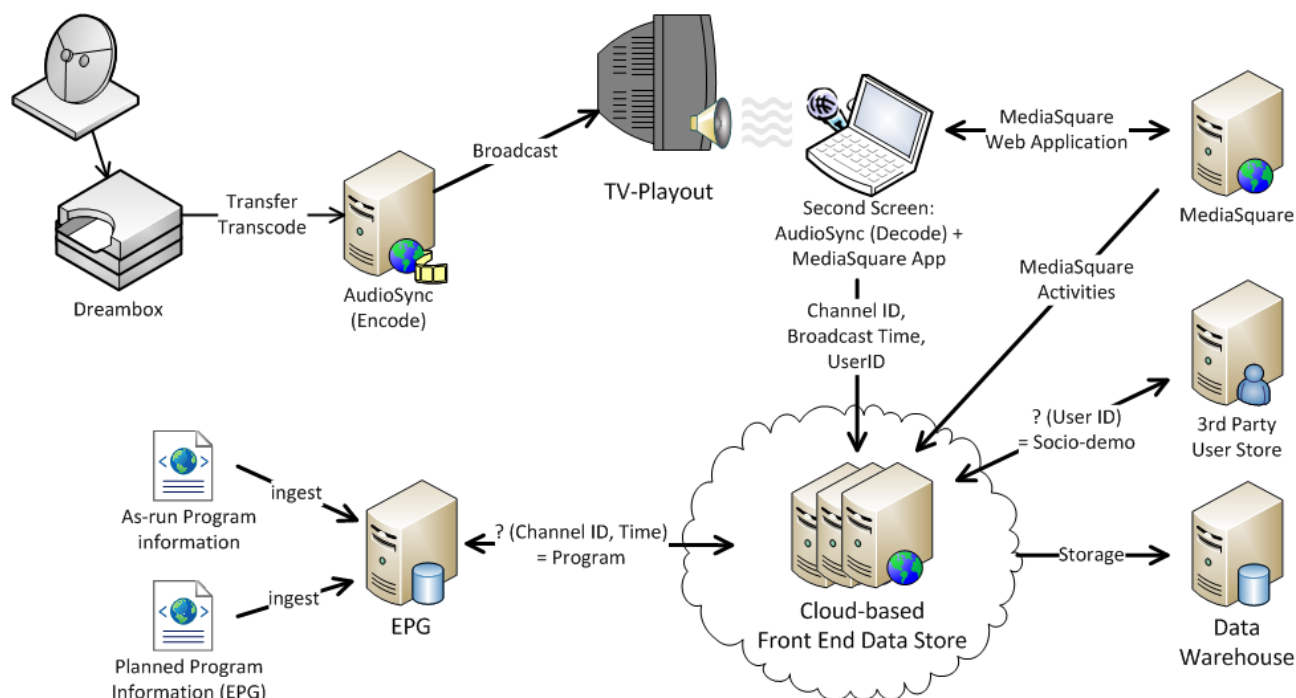 Transfer
Transcode
Dreambox
AudioSync
(Encode)
Broadcast
TV-Playout
Second Screen:
AudioSync (Decode) +
MediaSquare App
MediaSquare
Web Application
MediaSquare
MediaSquare
Activities
Channel ID,
Broadcast Time,
UserID
? (User ID)
= Socio-demo
3rd Party
User Store
As-run Program
information
ingest
Planned Program
Information (EPG)
ingest
EPG
? (Channel ID, Time)
= Program
Cloud-based
Front End Data Store
Storage
Data
Warehouse